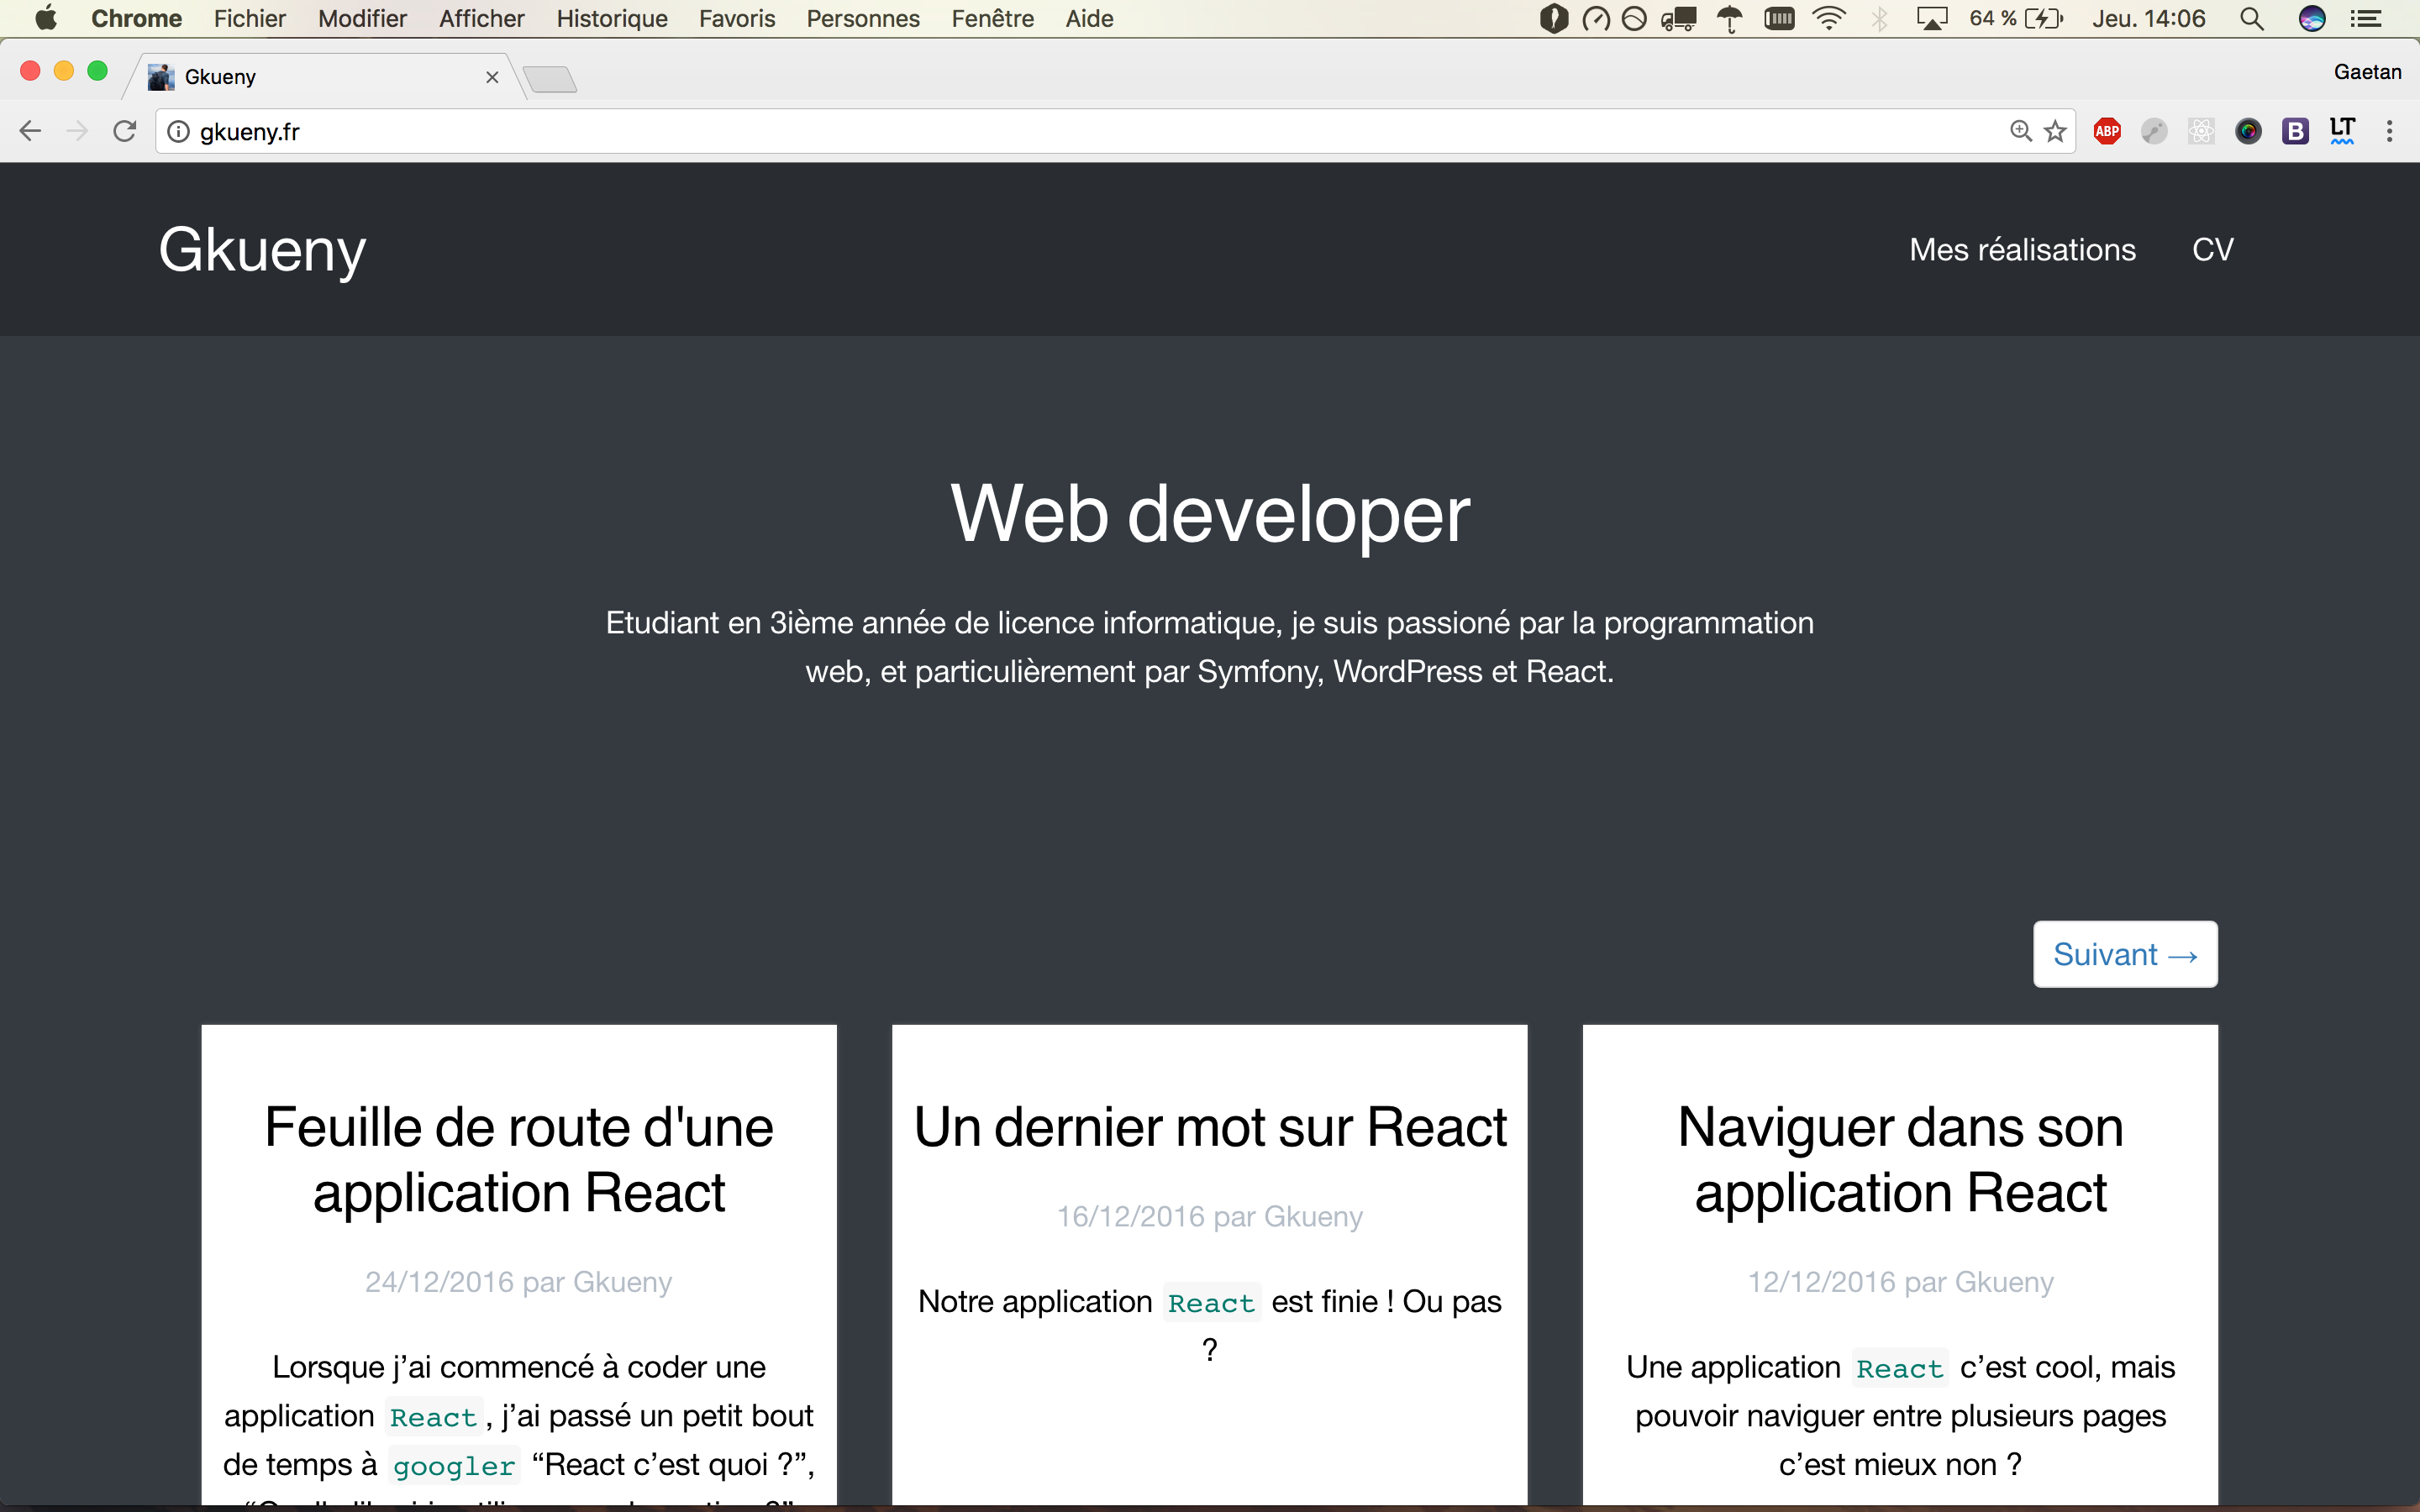 Chrome Fichier Modifier Afficher Historique Favoris Personnes Fenêtre Aide 64 % Jeu. 14:06
Gkueny Gaetan
gkueny.fr ABP B LT
Gkueny Mes réalisations CV
Web developer
Etudiant en 3ième année de licence informatique, je suis passioné par la programmation
web, et particulièrement par Symfony, WordPress et React.
Suivant →
Feuille de route d'une
application React
24/12/2016 par Gkueny
Lorsque j’ai commencé à coder une
application React, j’ai passé un petit bout
de temps à googler “React c’est quoi ?”,
Un dernier mot sur React
16/12/2016 par Gkueny
Notre application React est finie ! Ou pas
?
Naviguer dans son
application React
12/12/2016 par Gkueny
Une application React c’est cool, mais
pouvoir naviguer entre plusieurs pages
c’est mieux non ?